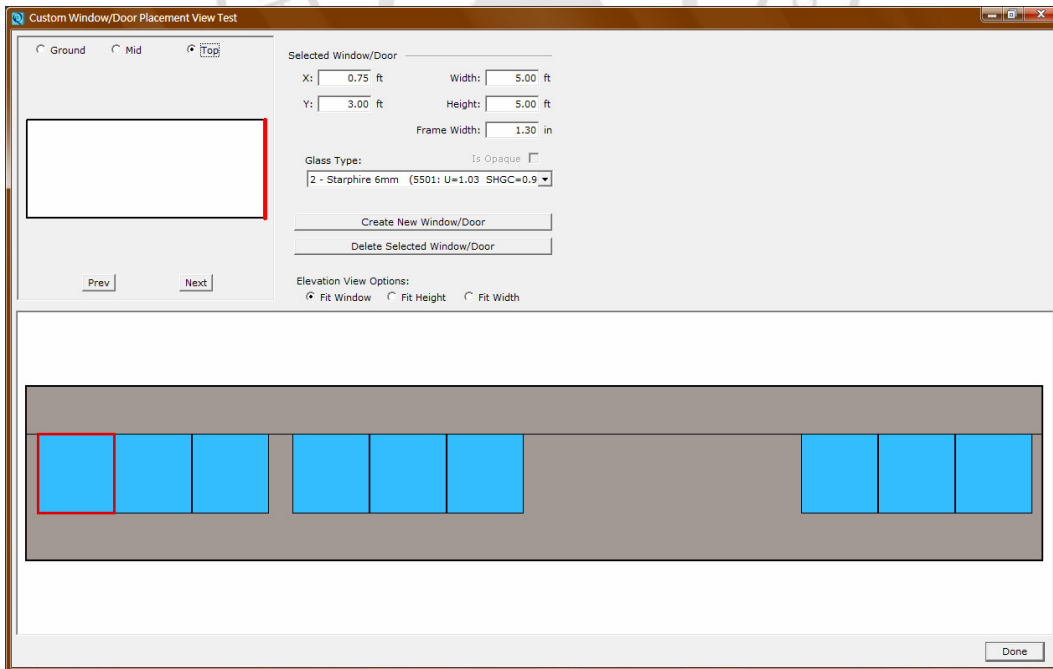 Custom Window/Door Placement View Test
Ground Mid Top
Selected Window/Door
X: 0.75 ft Width: 5.00 ft
Y: 3.00 ft Height: 5.00 ft
Frame Width: 1.30 in
Glass Type: Is Opaque
2 - Starphire 6mm (5501: U=1.03 SHGC=0.9
Create New Window/Door
Delete Selected Window/Door
Prev Next
Elevation View Options:
Fit Window Fit Height Fit Width
Done